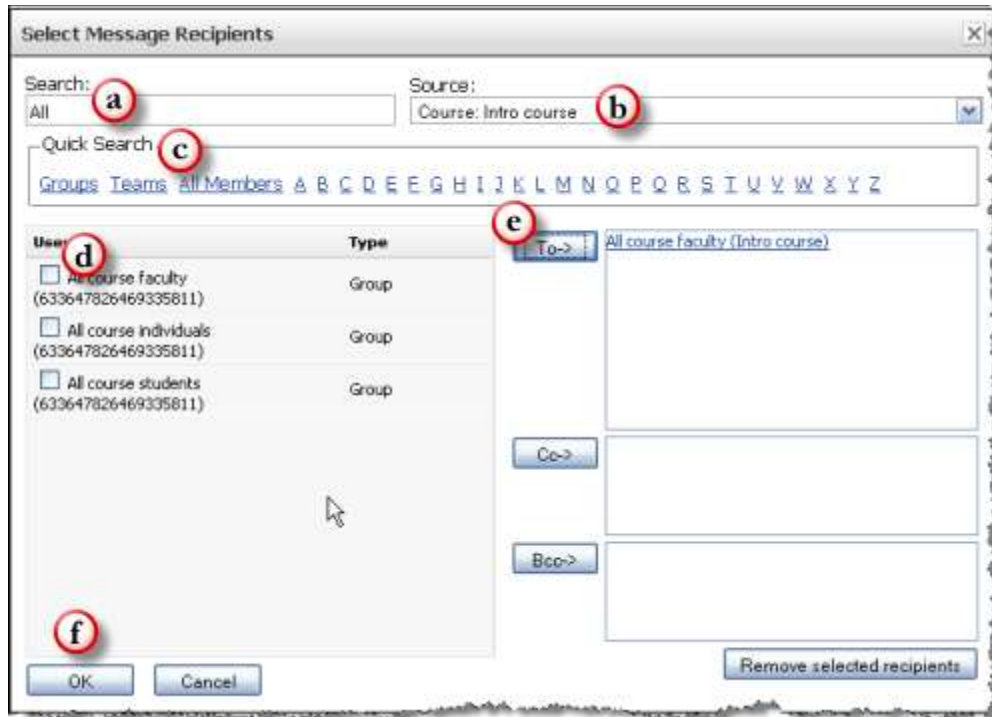 Select Message Recipients
Search:
Source:
a
b
All
Course: Intro course
Quick Search
c
Groups Teams All Members A B C D E F G H I J K L M N O P Q R S T U V W X Y Z
e
Type
To->
All course faculty (Intro course)
d
All course faculty
(633647826469335811)
Group
All course individuals
(633647826469335811)
Group
All course students
(633647826469335811)
Group
Cc->
Bcc->
f
Remove selected recipients
OK
Cancel